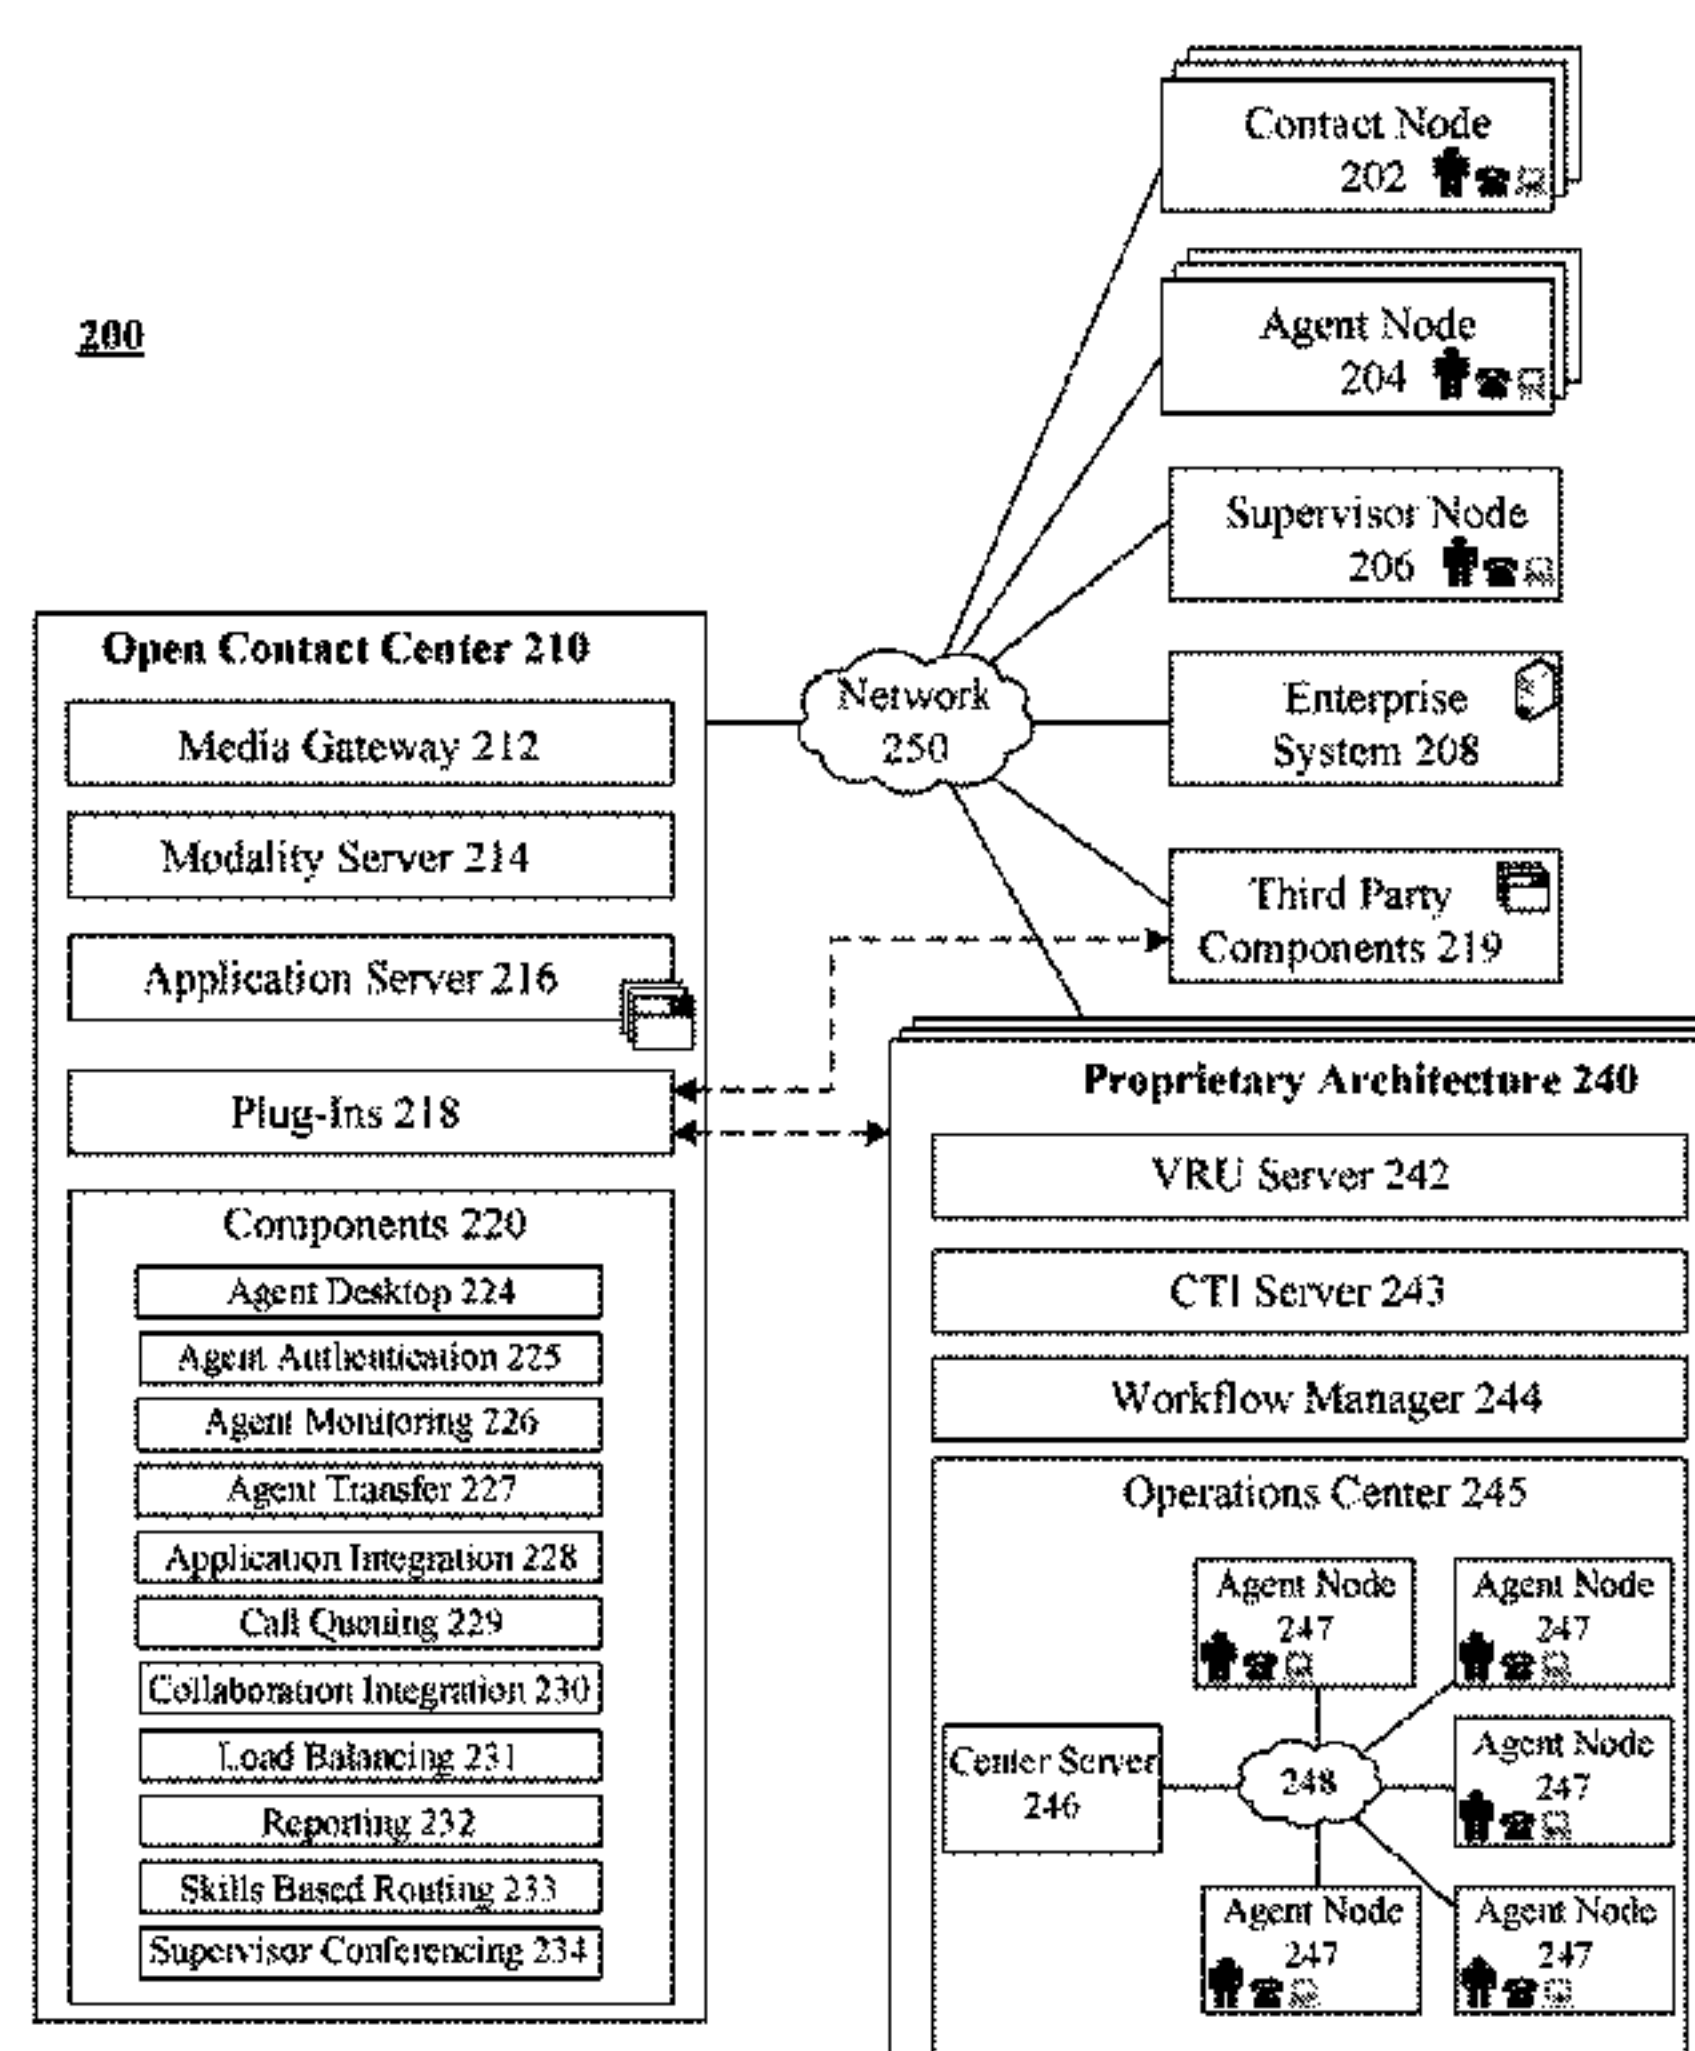 Contact Node
202
Agent Node
204
200
Supervisor Node
206
Open Contact Center 210
Media Gateway 212
Modality Server 214
Application Server 216
Plug-Ins 218
Components 220
Agent Desktop 224
Agent Authentication 225
Agent Monitoring 226
Agent Transfer 227
Application Integration 228
Call Queuing 229
Collaboration Integration 230
Load Balancing 231
Reporting 232
Skills Based Routing 233
Supervisor Conferencing 234
Network
250
Enterprise
System 208
Third Party
Components 219
Proprietary Architecture 240
VRU Server 242
CTI Server 243
Workflow Manager 244
Operations Center 245
Agent Node
247
Agent Node
247
Center Server
246
248
Agent Node
247
Agent Node
247
Agent Node
247